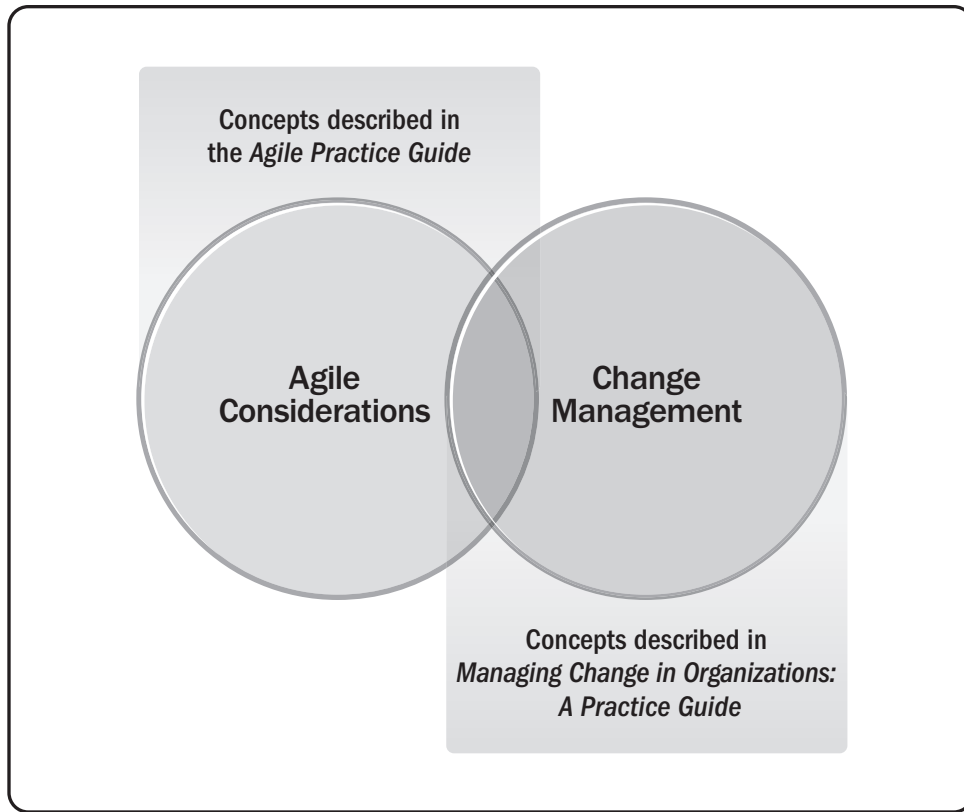 Concepts described in
the Agile Practice Guide
Agile
Considerations
Change
Management
Concepts described in
Managing Change in Organizations:
A Practice Guide